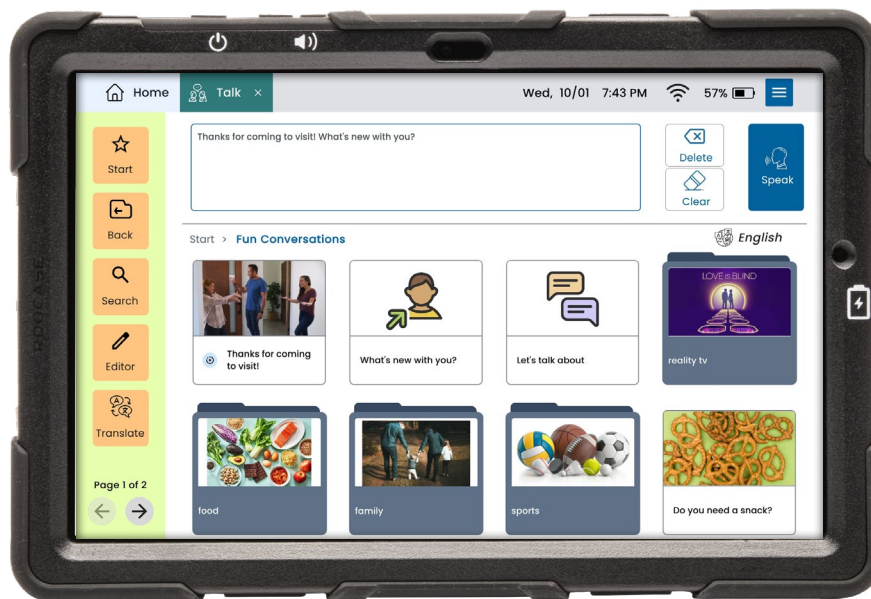 Home
Talk ×
Wed, 10/01 7:43 PM
57%
Start
Back
Search
Editor
Translate
Page 1 of 2
Thanks for coming to visit! What's new with you?
Delete
Clear
Speak
Start > Fun Conversations
English
Thanks for coming
to visit!
What's new with you?
Let's talk about
LOVE IS BLIND
reality tv
food
family
sports
Do you need a snack?